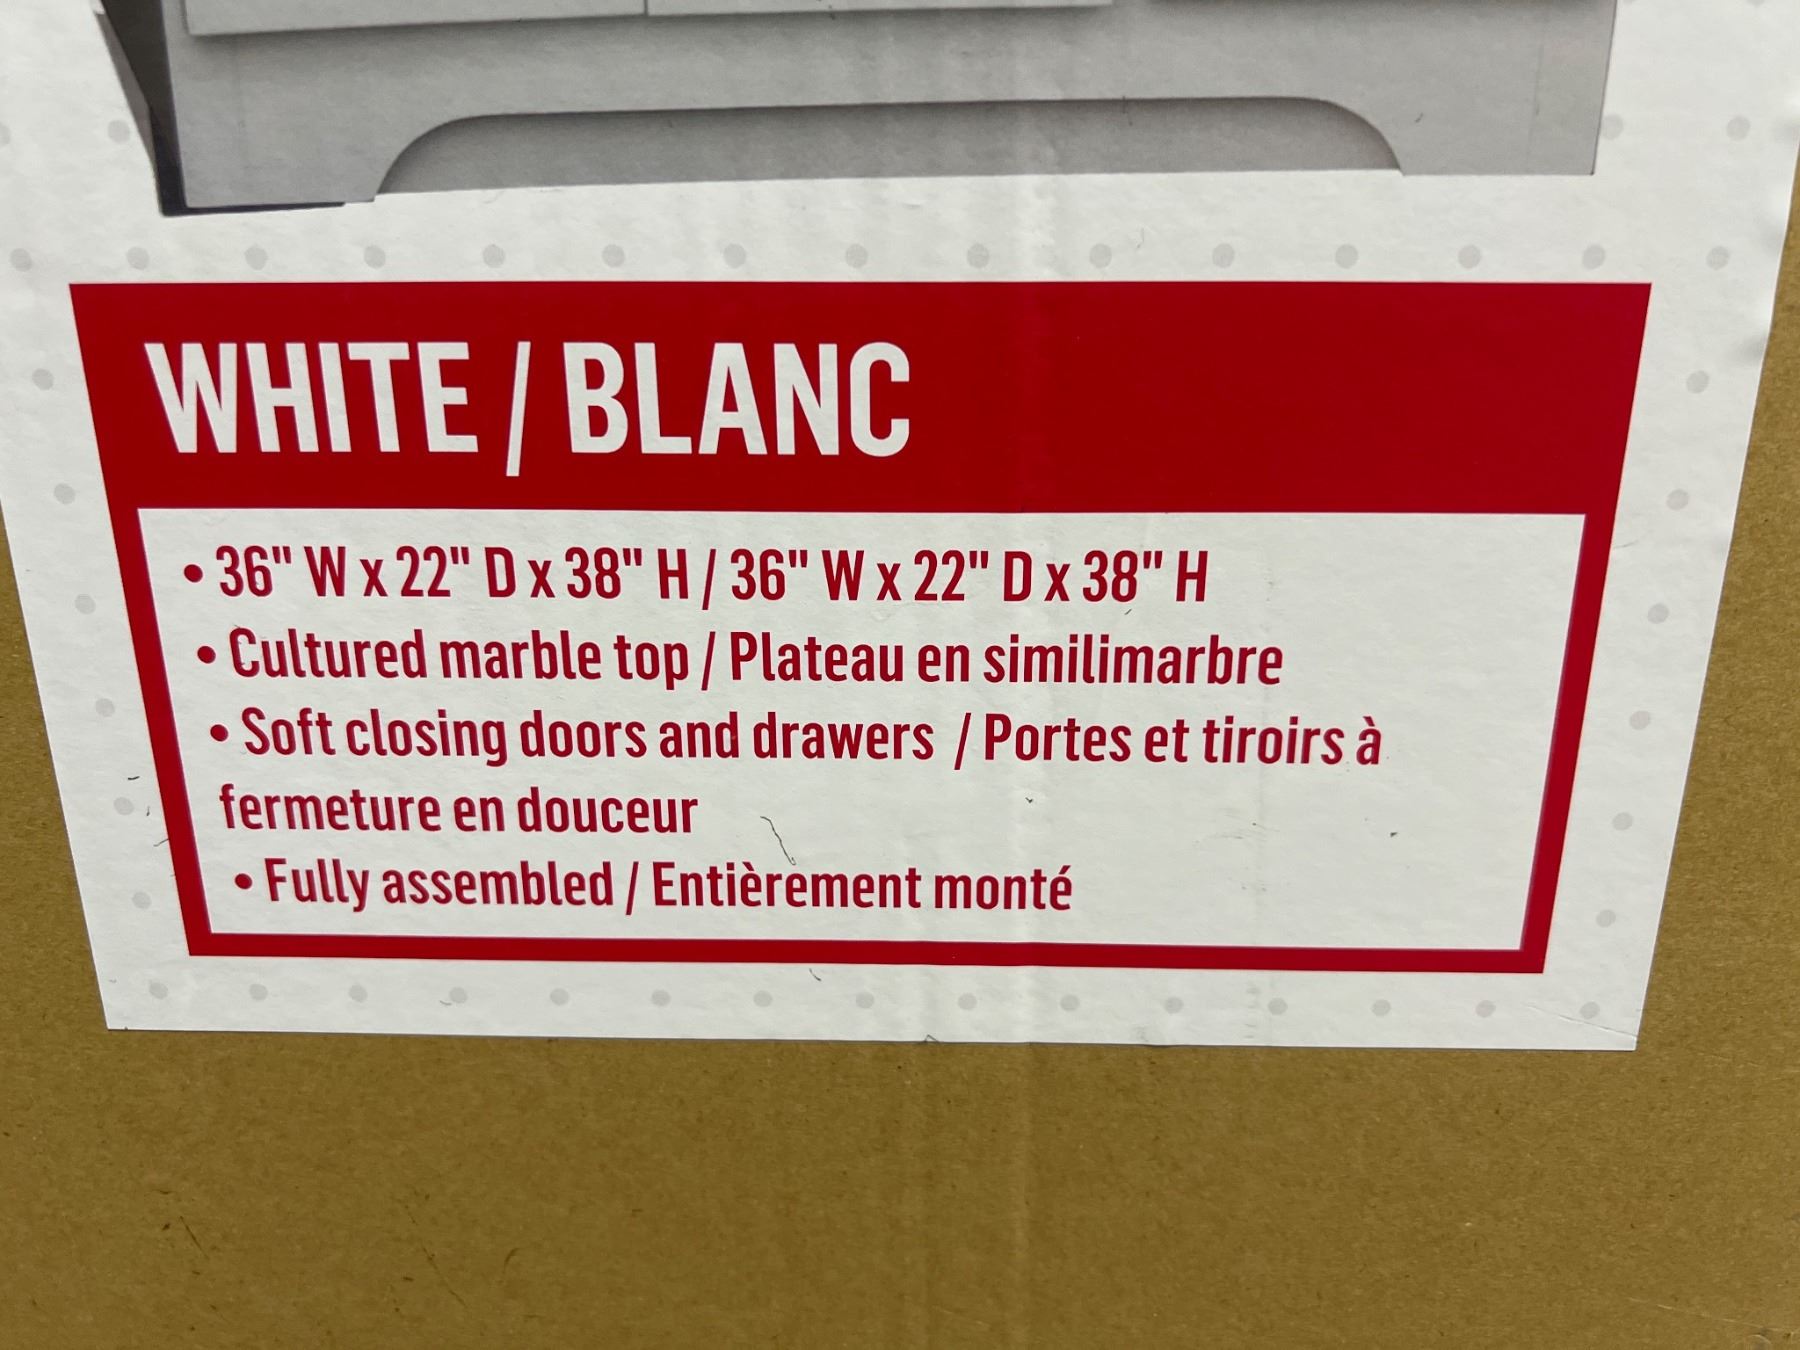 WHITE / BLANC
• 36" W x 22" D x 38" H / 36" W x 22" D x 38" H
• Cultured marble top / Plateau en similimarbre
• Soft closing doors and drawers / Portes et tiroirs à
fermeture en douceur
• Fully assembled / Entièrement monté